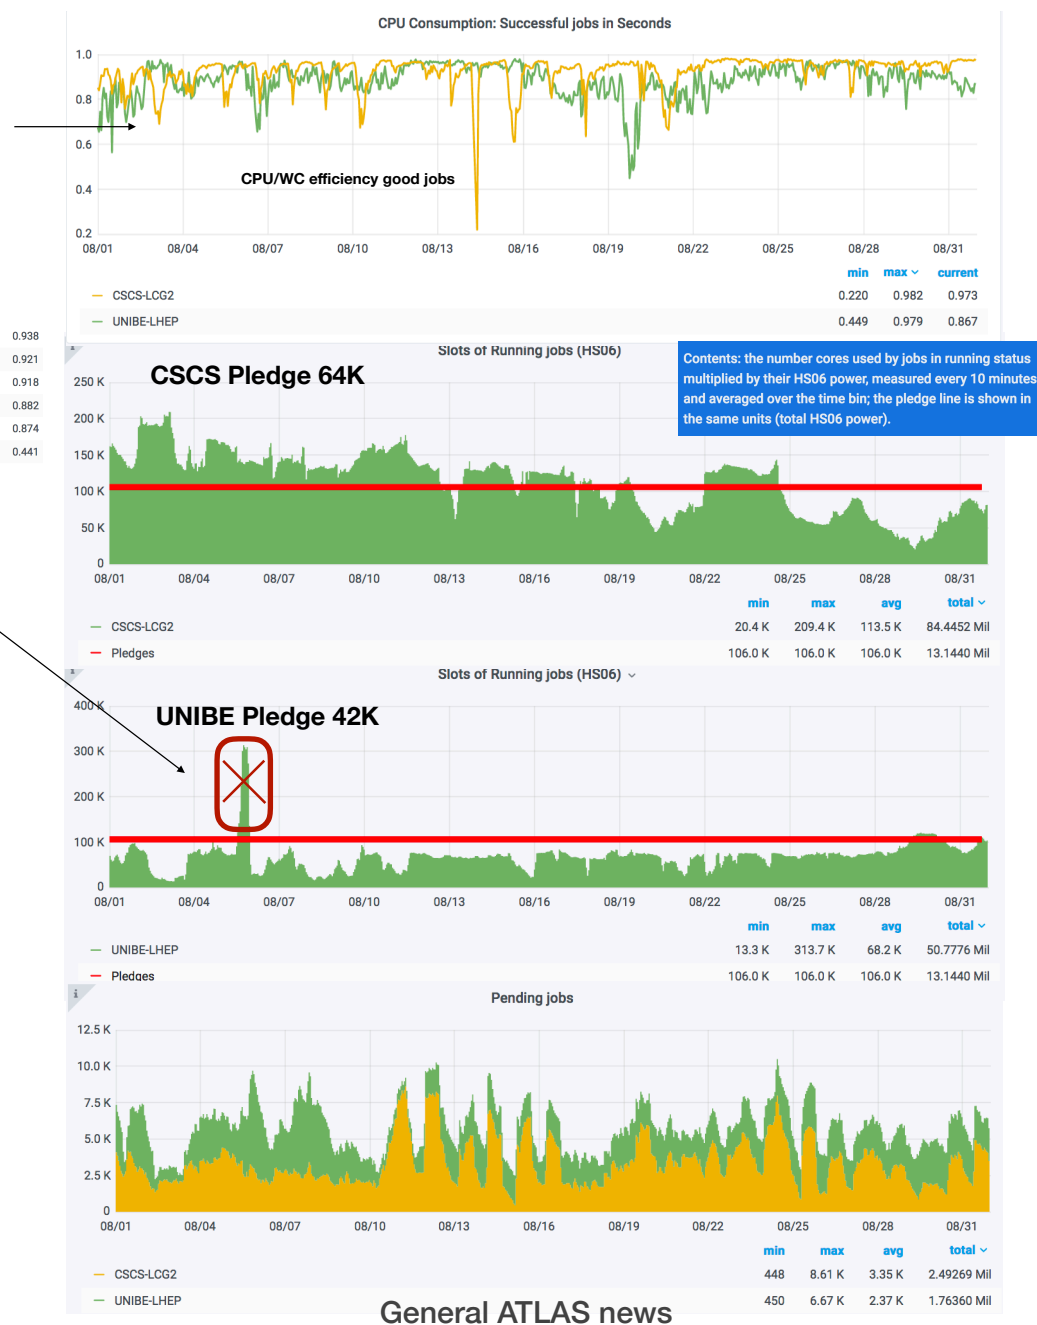 CPU Consumption: Successful jobs in Seconds
1.0
0.8
0.6
0.4
0.2
CPU/WC efficiency good jobs
08/01 08/04 08/07 08/10 08/13 08/16 08/19 08/22 08/25 08/28 08/31
min max current
CSCS-LCG2 0.220 0.982 0.973
UNIBE-LHEP 0.449 0.979 0.867
0.938
0.921
0.918
0.882
0.874
0.441
i
Slots of Running jobs (HS06)
CSCS Pledge 64K
Contents: the number cores used by jobs in running status
multiplied by their HS06 power, measured every 10 minutes
and averaged over the time bin; the pledge line is shown in
the same units (total HS06 power).
250 K
200 K
150 K
100 K
50 K
0
08/01 08/04 08/07 08/10 08/13 08/16 08/19 08/22 08/25 08/28 08/31
min max avg total
CSCS-LCG2 20.4 K 209.4 K 113.5 K 84.4452 Mil
Pledges 106.0 K 106.0 K 106.0 K 13.1440 Mil
i
Slots of Running jobs (HS06)
UNIBE Pledge 42K
400 K
300 K
200 K
100 K
0
08/01 08/04 08/07 08/10 08/13 08/16 08/19 08/22 08/25 08/28 08/31
min max avg total
UNIBE-LHEP 13.3 K 313.7 K 68.2 K 50.7776 Mil
Pledges 106.0 K 106.0 K 106.0 K 13.1440 Mil
i
Pending jobs
12.5 K
10.0 K
7.5 K
5.0 K
2.5 K
0
08/01 08/04 08/07 08/10 08/13 08/16 08/19 08/22 08/25 08/28 08/31
min max avg total
CSCS-LCG2 448 8.61 K 3.35 K 2.49269 Mil
UNIBE-LHEP 450 6.67 K 2.37 K 1.76360 Mil
General ATLAS news